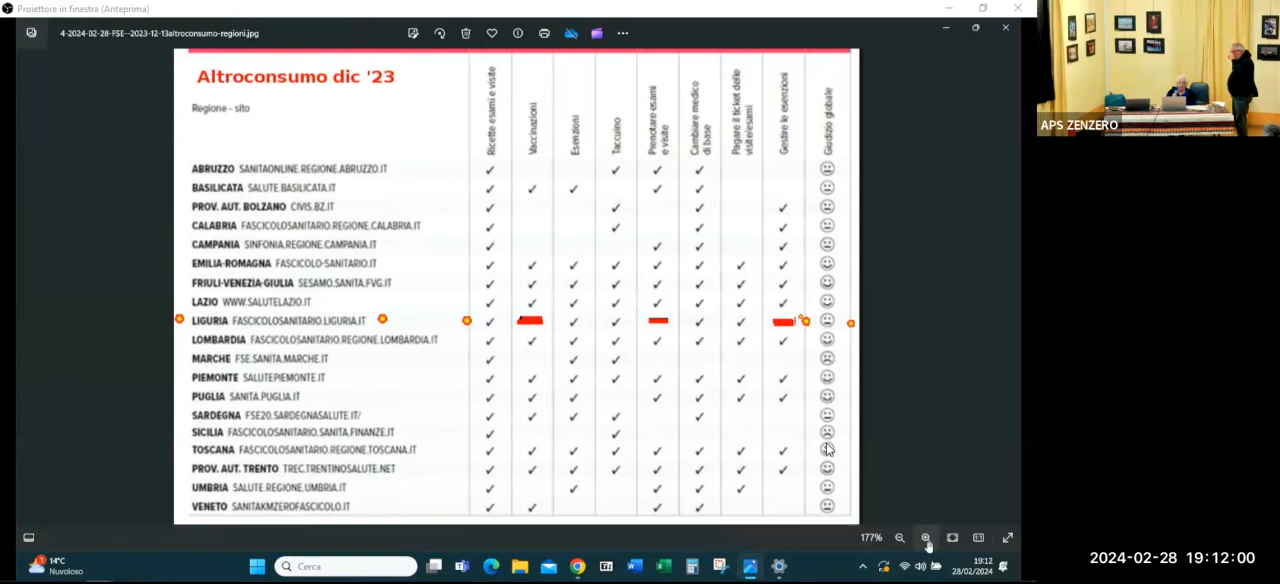 Proiettore in finestra (Anteprima)
4-2024-02-28-FSE--2023-12-13altroconsumo-regioni.jpg
APS ZENZERO
Altroconsumo dic '23
Regione - sito
Ricette esami e visite
Vaccinazioni
Esenzioni
Taccuino
Prenotare esami
e visite
Cambiare medico
di base
Pagare il ticket delle
visite/esami
Gestire le esenzioni
Giudizio globale
ABRUZZO SANITAONLINE.REGIONE.ABRUZZO.IT ✓ ✓ ✓ ✓
BASILICATA SALUTE.BASILICATA.IT ✓ ✓ ✓ ✓ ✓
PROV. AUT. BOLZANO CIVIS.BZ.IT ✓ ✓ ✓ ✓
CALABRIA FASCICOLOSANITARIO.REGIONE.CALABRIA.IT ✓ ✓ ✓ ✓
CAMPANIA SINFONIA.REGIONE.CAMPANIA.IT ✓ ✓ ✓ ✓
EMILIA-ROMAGNA FASCICOLO-SANITARIO.IT ✓ ✓ ✓ ✓ ✓ ✓ ✓ ✓
FRIULI-VENEZIA-GIULIA SESAMO.SANITA.FVG.IT ✓ ✓ ✓ ✓ ✓ ✓ ✓ ✓
LAZIO WWW.SALUTELAZIO.IT ✓ ✓ ✓ ✓ ✓ ✓ ✓ ✓
LIGURIA FASCICOLOSANITARIO.LIGURIA.IT ✓ ✓ ✓ ✓ ✓
LOMBARDIA FASCICOLOSANITARIO.REGIONE.LOMBARDIA.IT ✓ ✓ ✓ ✓ ✓ ✓ ✓ ✓
MARCHE FSE.SANITA.MARCHE.IT ✓ ✓ ✓
PIEMONTE SALUTEPIEMONTE.IT ✓ ✓ ✓ ✓ ✓ ✓ ✓ ✓
PUGLIA SANITA.PUGLIA.IT ✓ ✓ ✓ ✓ ✓ ✓ ✓
SARDEGNA FSE20.SARDEGNASALUTE.IT/ ✓ ✓ ✓ ✓ ✓
SICILIA FASCICOLOSANITARIO.SANITA.FINANZE.IT ✓ ✓
TOSCANA FASCICOLOSANITARIO.REGIONE.TOSCANA.IT ✓ ✓ ✓ ✓ ✓ ✓ ✓ ✓
PROV. AUT. TRENTO TREC.TRENTINOSALUTE.NET ✓ ✓ ✓ ✓ ✓ ✓ ✓ ✓
UMBRIA SALUTE.REGIONE.UMBRIA.IT ✓ ✓ ✓ ✓ ✓
VENETO SANITAKMZEROFASCICOLO.IT ✓ ✓ ✓ ✓
177%
14°C
Nuvoloso
Cerca
19:12
28/02/2024
2024-02-28 19:12:00